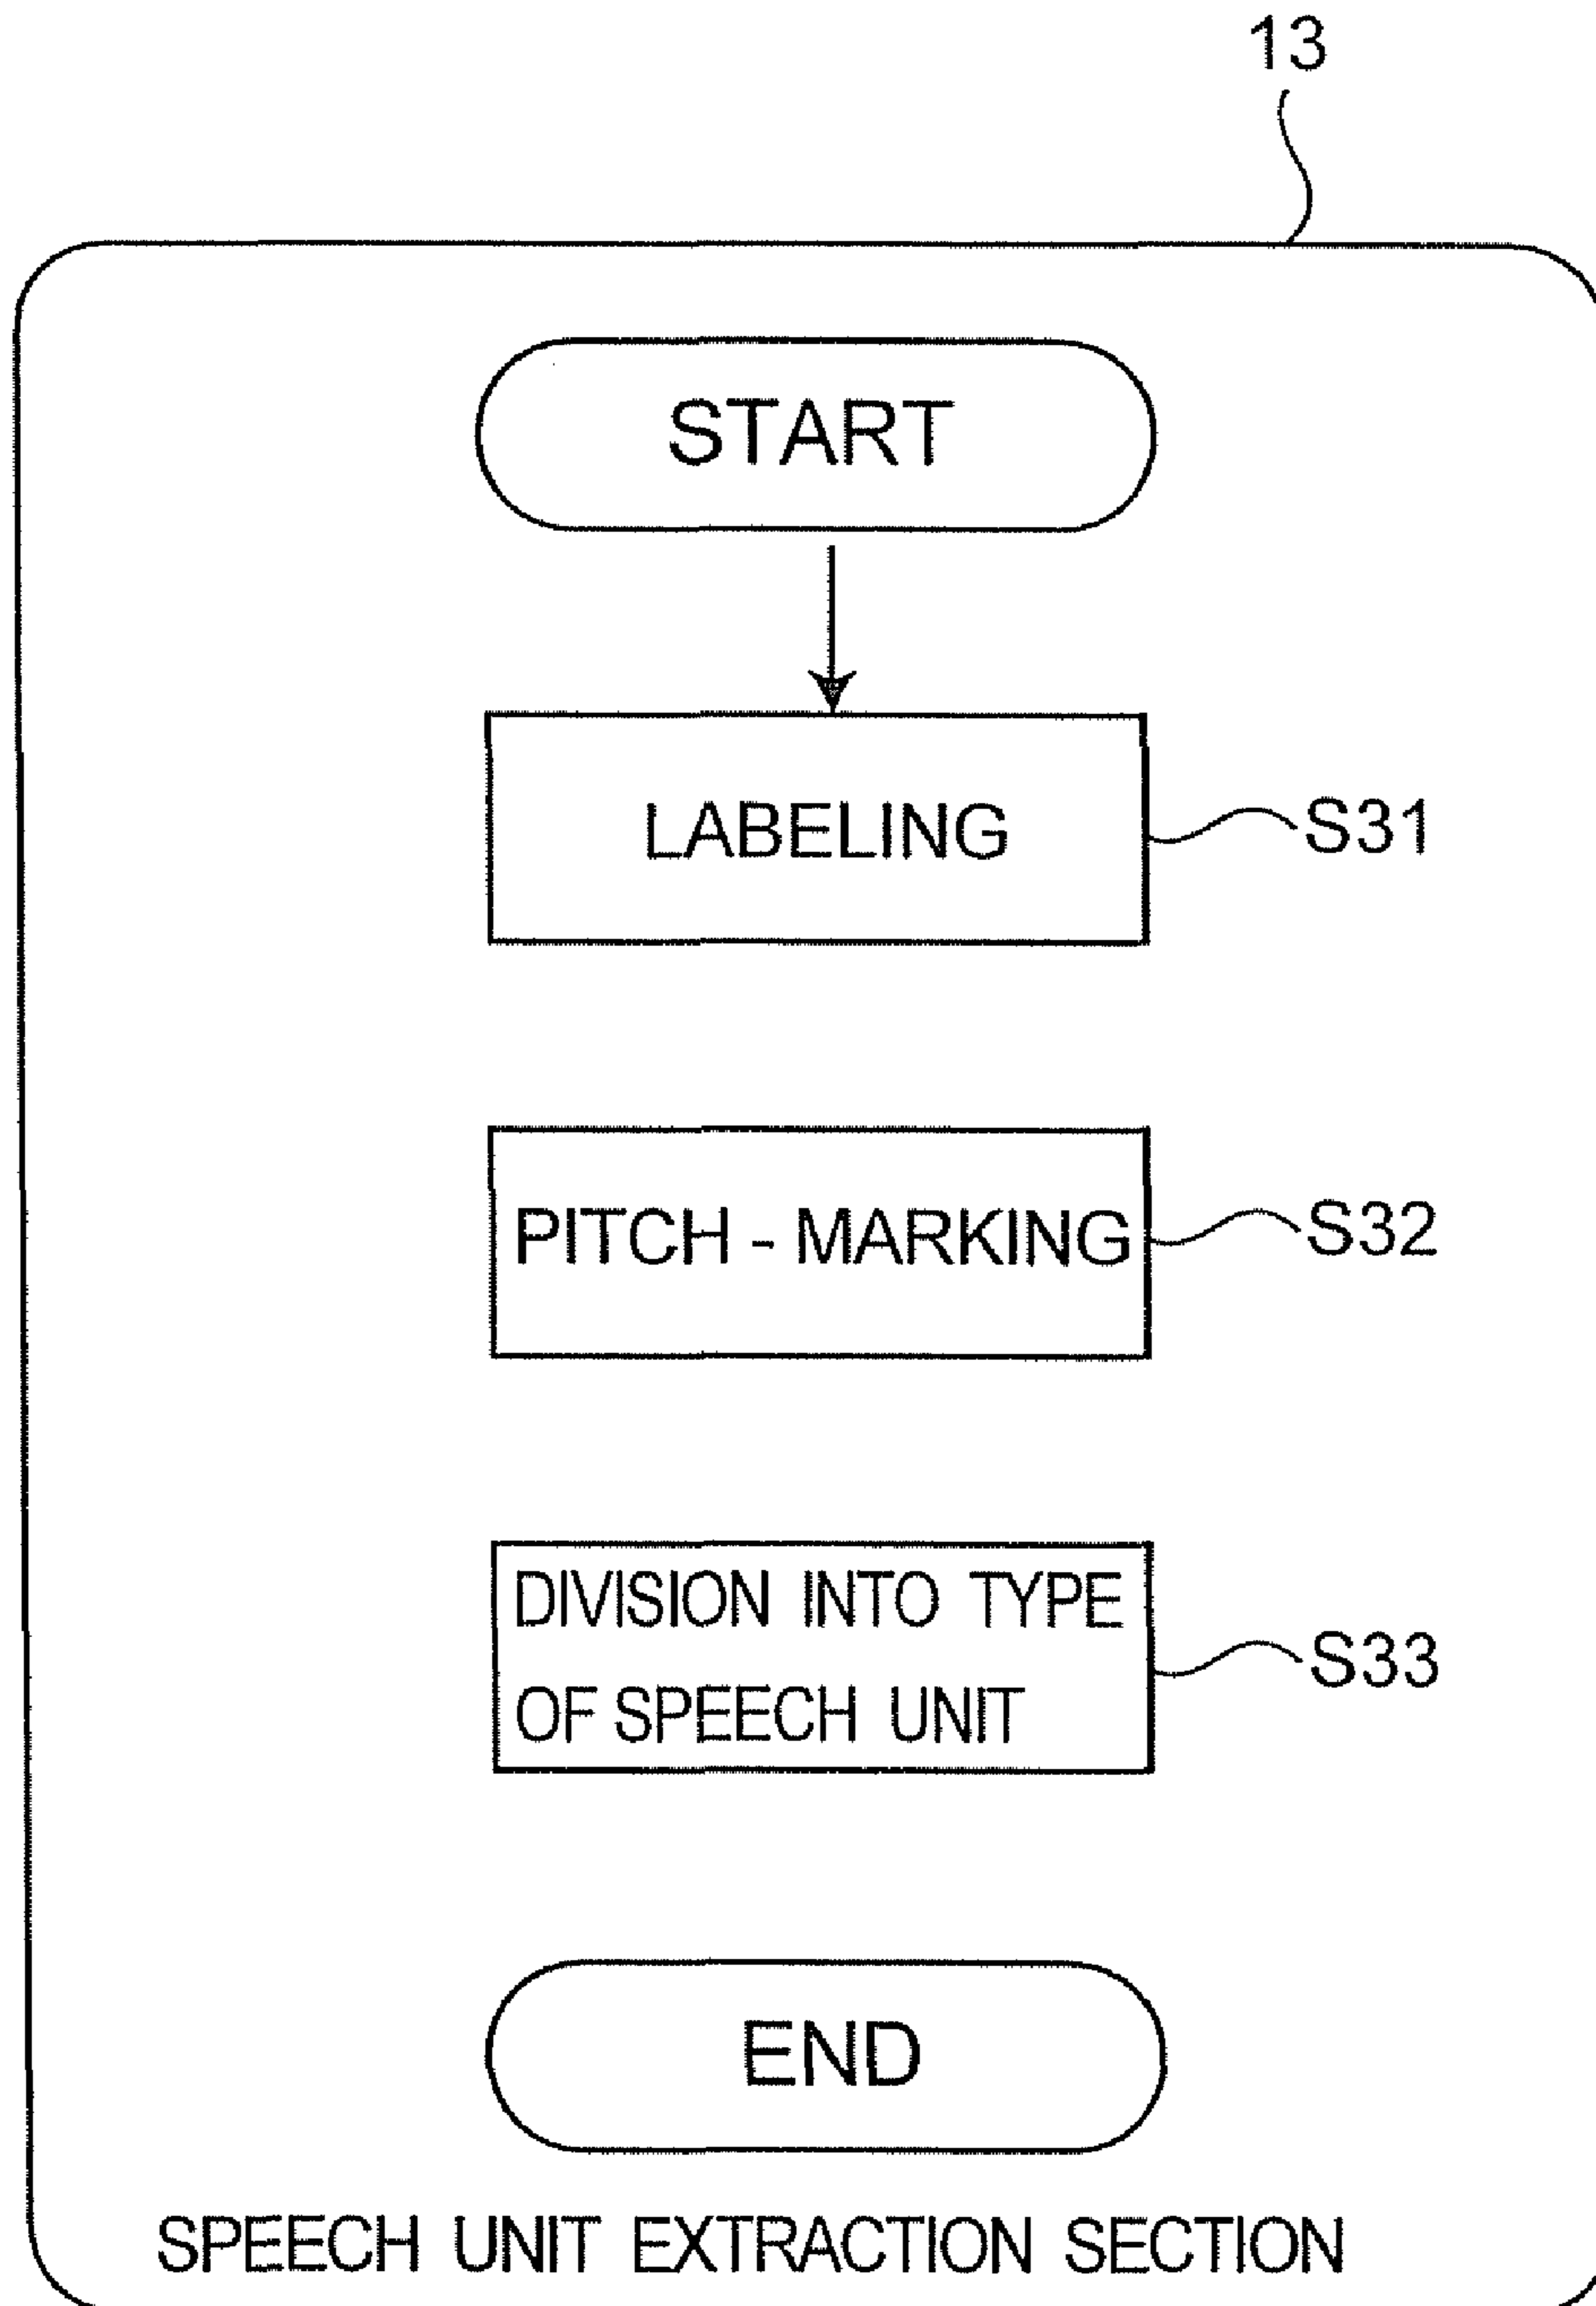 13
START
LABELING
S31
PITCH - MARKING
S32
DIVISION INTO TYPE
OF SPEECH UNIT
S33
END
SPEECH UNIT EXTRACTION SECTION